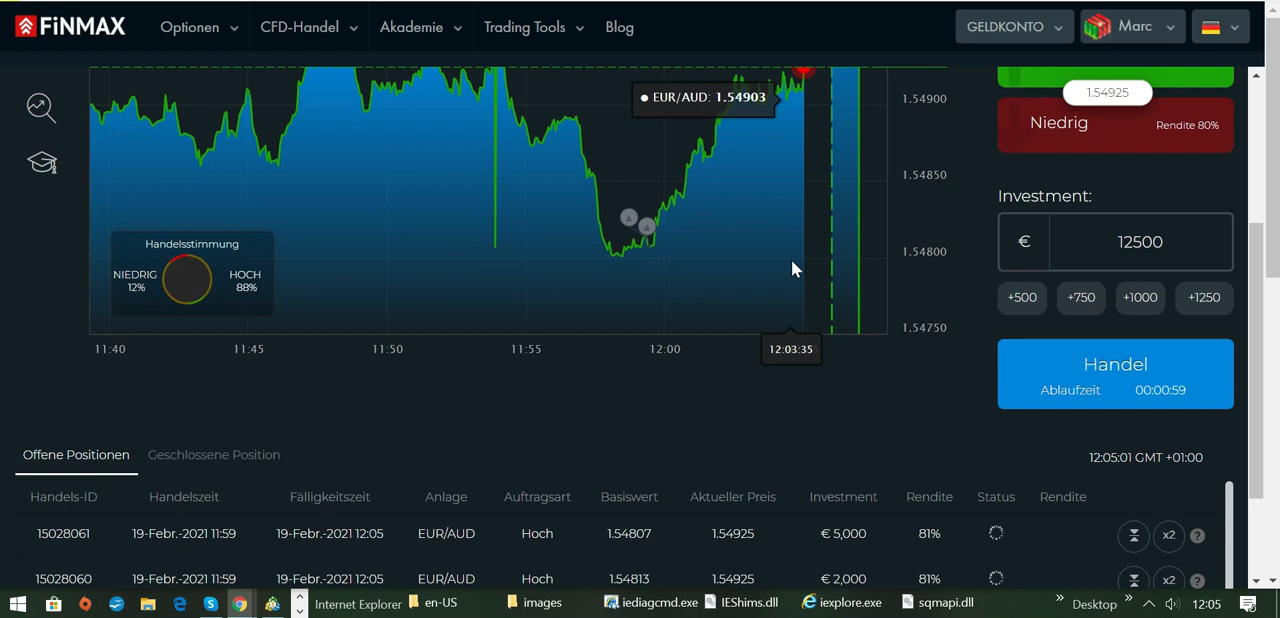 FiNMAX Optionen CFD-Handel Akademie Trading Tools Blog GELDKONTO Marc
EUR/AUD: 1.54903
1.54900
1.54850
1.54800
1.54750
Handelsstimmung
NIEDRIG 12%
HOCH 88%
11:40 11:45 11:50 11:55 12:00 12:03:35
1.54925
Niedrig Rendite 80%
Investment:
€ 12500
+500 +750 +1000 +1250
Handel
Ablaufzeit 00:00:59
Offene Positionen Geschlossene Position 12:05:01 GMT +01:00
Handels-ID Handelszeit Fälligkeitszeit Anlage Auftragsart Basiswert Aktueller Preis Investment Rendite Status Rendite
15028061 19-Febr.-2021 11:59 19-Febr.-2021 12:05 EUR/AUD Hoch 1.54807 1.54925 € 5,000 81% x2 ?
15028060 19-Febr.-2021 11:59 19-Febr.-2021 12:05 EUR/AUD Hoch 1.54813 1.54925 € 2,000 81% x2 ?
Internet Explorer en-US images iediagcmd.exe IEShims.dll iexplore.exe sqmapi.dll » Desktop » 12:05